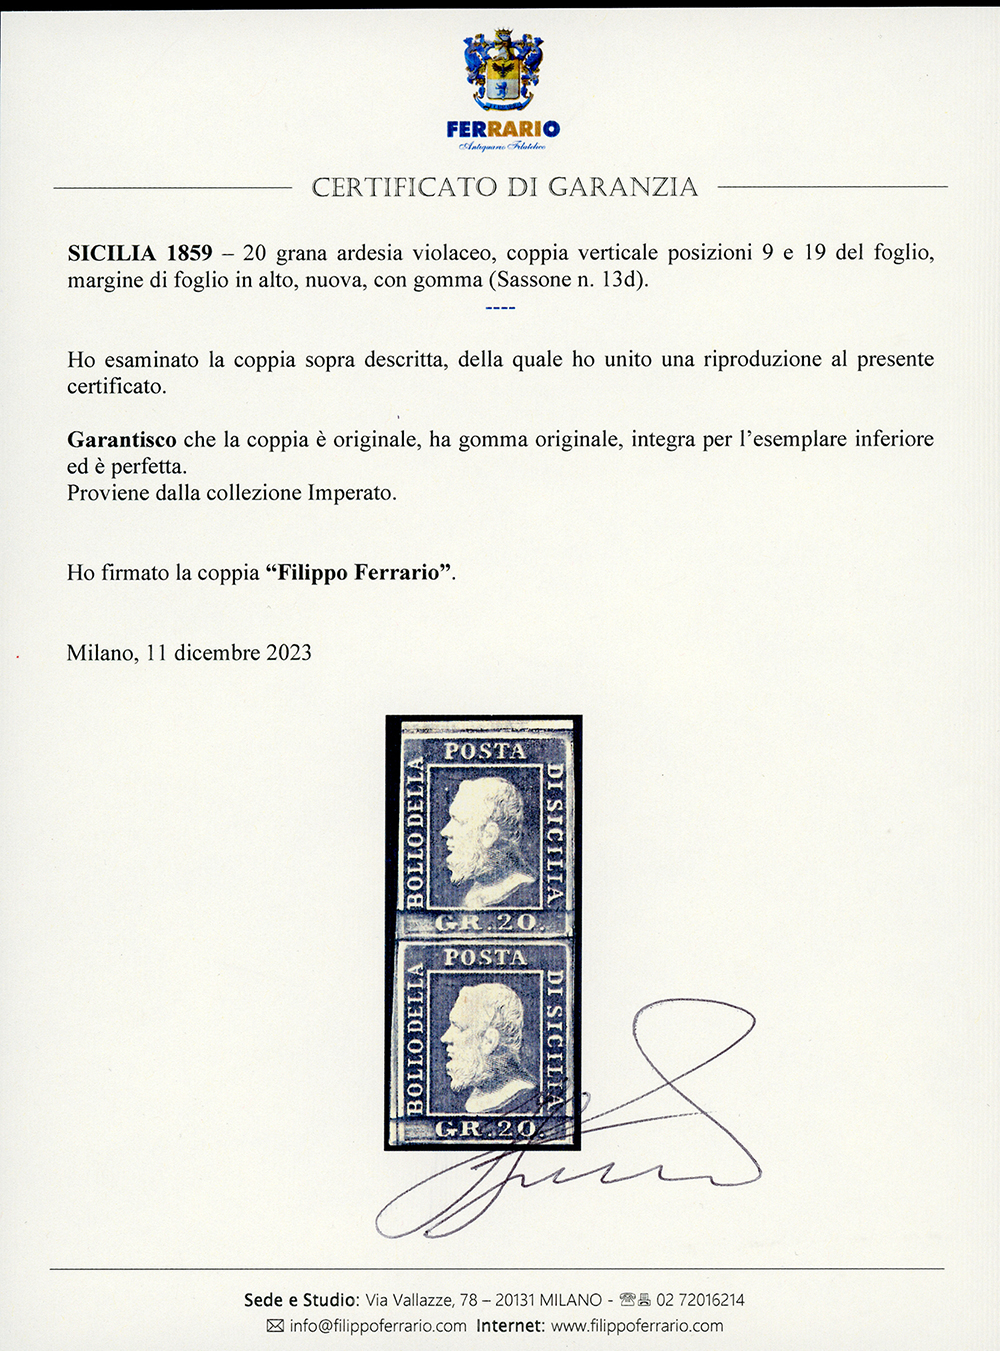 FERRARIO
Antiquario Filatelico
CERTIFICATO DI GARANZIA
SICILIA 1859 – 20 grana ardesia violaceo, coppia verticale posizioni 9 e 19 del foglio,
margine di foglio in alto, nuova, con gomma (Sassone n. 13d).
----
Ho esaminato la coppia sopra descritta, della quale ho unito una riproduzione al presente
certificato.
Garantisco che la coppia è originale, ha gomma originale, integra per l’esemplare inferiore
ed è perfetta.
Proviene dalla collezione Imperato.
Ho firmato la coppia “Filippo Ferrario”.
Milano, 11 dicembre 2023
POSTA
BOLLO DELLA
DI SICILIA
GR.20.
POSTA
BOLLO DELLA
DI SICILIA
GR.20.
Sede e Studio: Via Vallazze, 78 – 20131 MILANO - 02 72016214
info@filippoferrario.com Internet: www.filippoferrario.com